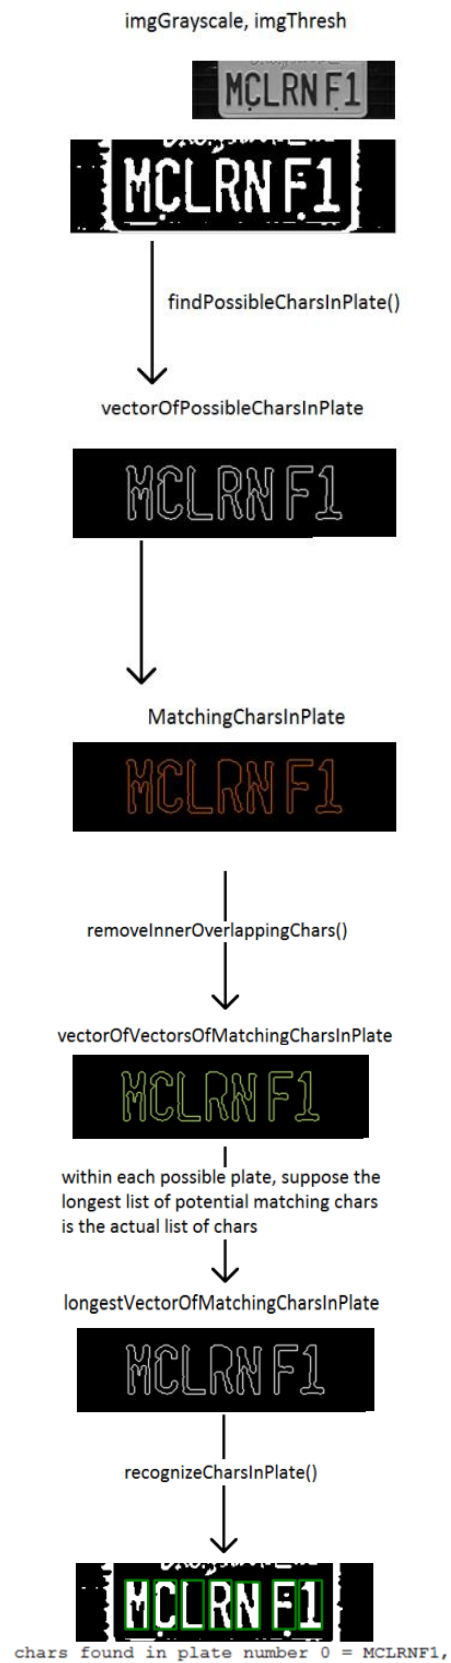 imgGrayscale, imgThresh
MCLRN F1
MCLRN F1
findPossibleCharsInPlate()
vectorOfPossibleCharsInPlate
MCLRN F1
MatchingCharsInPlate
MCLRN F1
removeInnerOverlappingChars()
vectorOfVectorsOfMatchingCharsInPlate
MCLRN F1
within each possible plate, suppose the
longest list of potential matching chars
is the actual list of chars
longestVectorOfMatchingCharsInPlate
MCLRN F1
recognizeCharsInPlate()
MCLRN F1
chars found in plate number 0 = MCLRNF1,